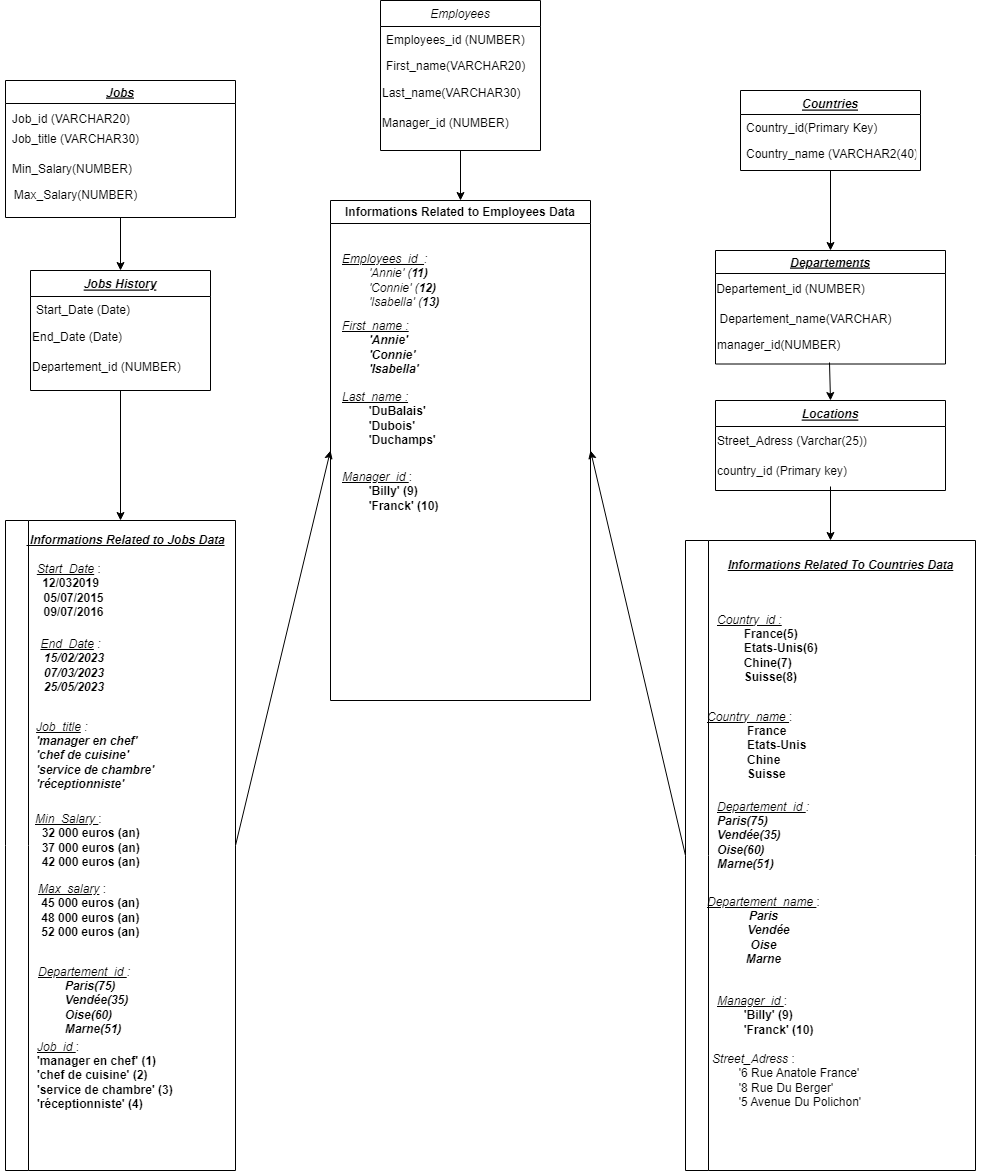 Employees
Employees_id (NUMBER)
First_name(VARCHAR20)
Last_name(VARCHAR30)
Manager_id (NUMBER)
Jobs
Job_id (VARCHAR20)
Job_title (VARCHAR30)
Min_Salary(NUMBER)
Max_Salary(NUMBER)
Countries
Country_id(Primary Key)
Country_name (VARCHAR2(40)
Jobs History
Start_Date (Date)
End_Date (Date)
Departement_id (NUMBER)
Informations Related to Employees Data
Employees_id :
'Annie' (11)
'Connie' (12)
'Isabella' (13)
First_name :
'Annie'
'Connie'
'Isabella'
Last_name :
'DuBalais'
'Dubois'
'Duchamps'
Manager_id :
'Billy' (9)
'Franck' (10)
Departements
Departement_id (NUMBER)
Departement_name(VARCHAR)
manager_id(NUMBER)
Locations
Street_Adress (Varchar(25))
country_id (Primary key)
Informations Related to Jobs Data
Start_Date :
12/032019
05/07/2015
09/07/2016
End_Date :
15/02/2023
07/03/2023
25/05/2023
Job_title :
'manager en chef'
'chef de cuisine'
'service de chambre'
'réceptionniste'
Min_Salary :
32 000 euros (an)
37 000 euros (an)
42 000 euros (an)
Max_salary :
45 000 euros (an)
48 000 euros (an)
52 000 euros (an)
Departement_id :
Paris(75)
Vendée(35)
Oise(60)
Marne(51)
Job_id :
'manager en chef' (1)
'chef de cuisine' (2)
'service de chambre' (3)
'réceptionniste' (4)
Informations Related To Countries Data
Country_id :
France(5)
Etats-Unis(6)
Chine(7)
Suisse(8)
Country_name :
France
Etats-Unis
Chine
Suisse
Departement_id :
Paris(75)
Vendée(35)
Oise(60)
Marne(51)
Departement_name :
Paris
Vendée
Oise
Marne
Manager_id :
'Billy' (9)
'Franck' (10)
Street_Adress :
'6 Rue Anatole France'
'8 Rue Du Berger'
'5 Avenue Du Polichon'